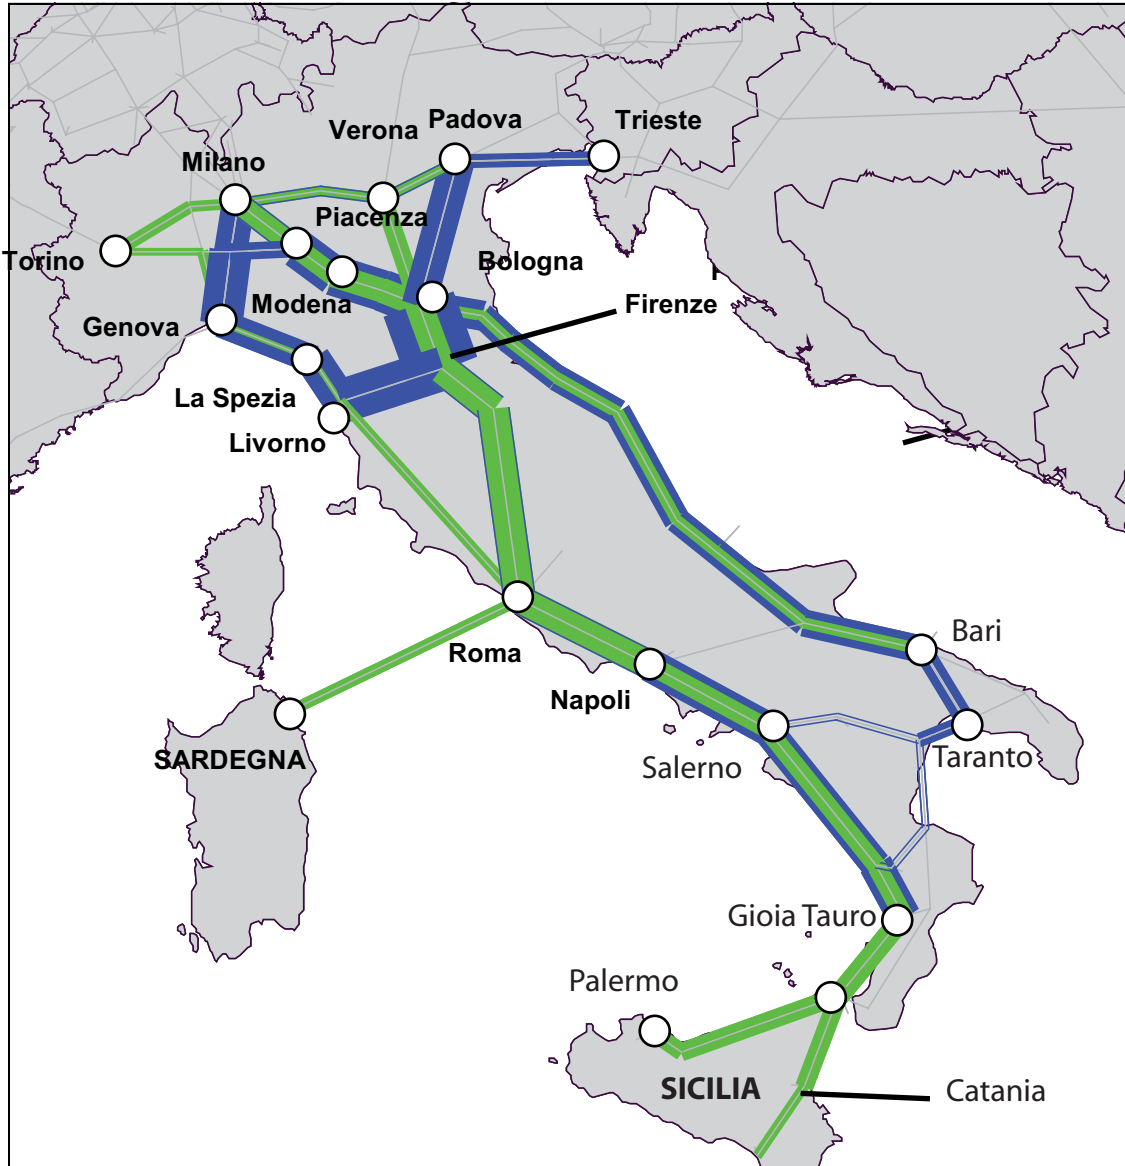 Padova
Verona
Trieste
Milano
Piacenza
Torino
Bologna
Modena
Firenze
Genova
La Spezia
Livorno
Bari
Roma
Napoli
SARDEGNA
Salerno
Taranto
Gioia Tauro
Palermo
SICILIA
Catania